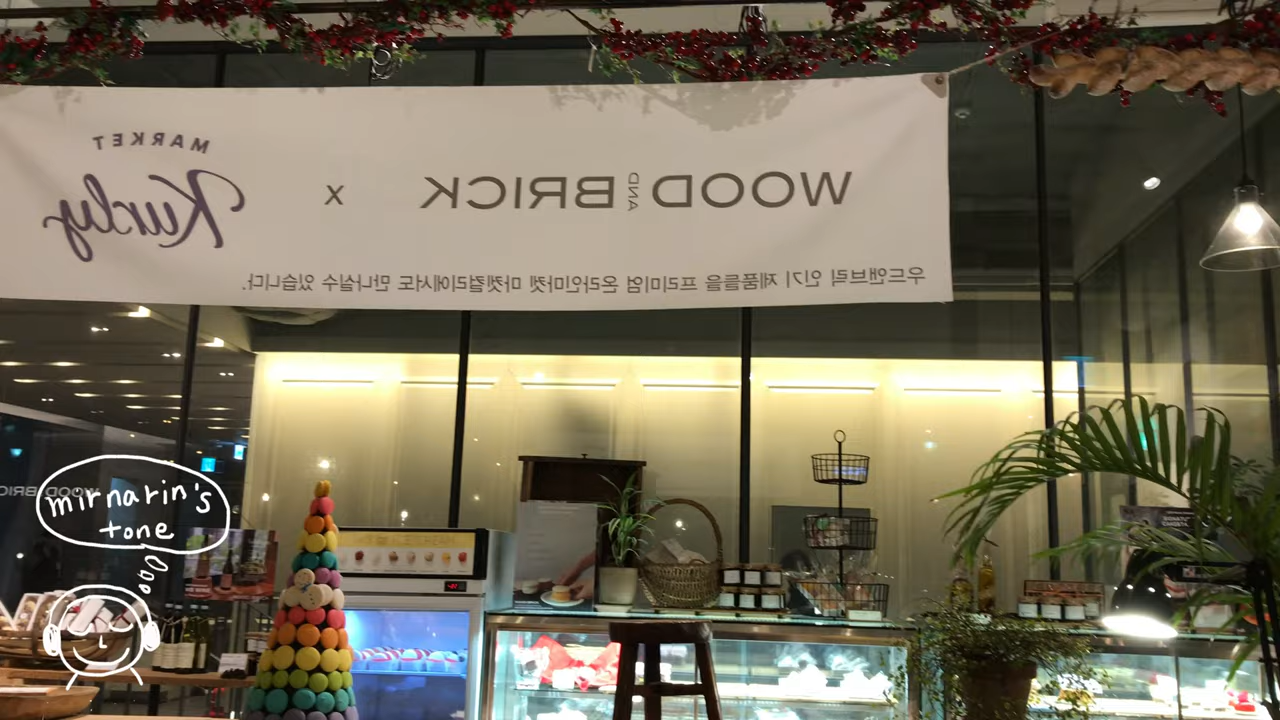 MARKET
Kurly
X
WOOD AND BRICK
우드앤브릭 인기 제품들을 프리미엄 온라인마켓 마켓컬리에서도 만나실수 있습니다.
mirnarin's
tone